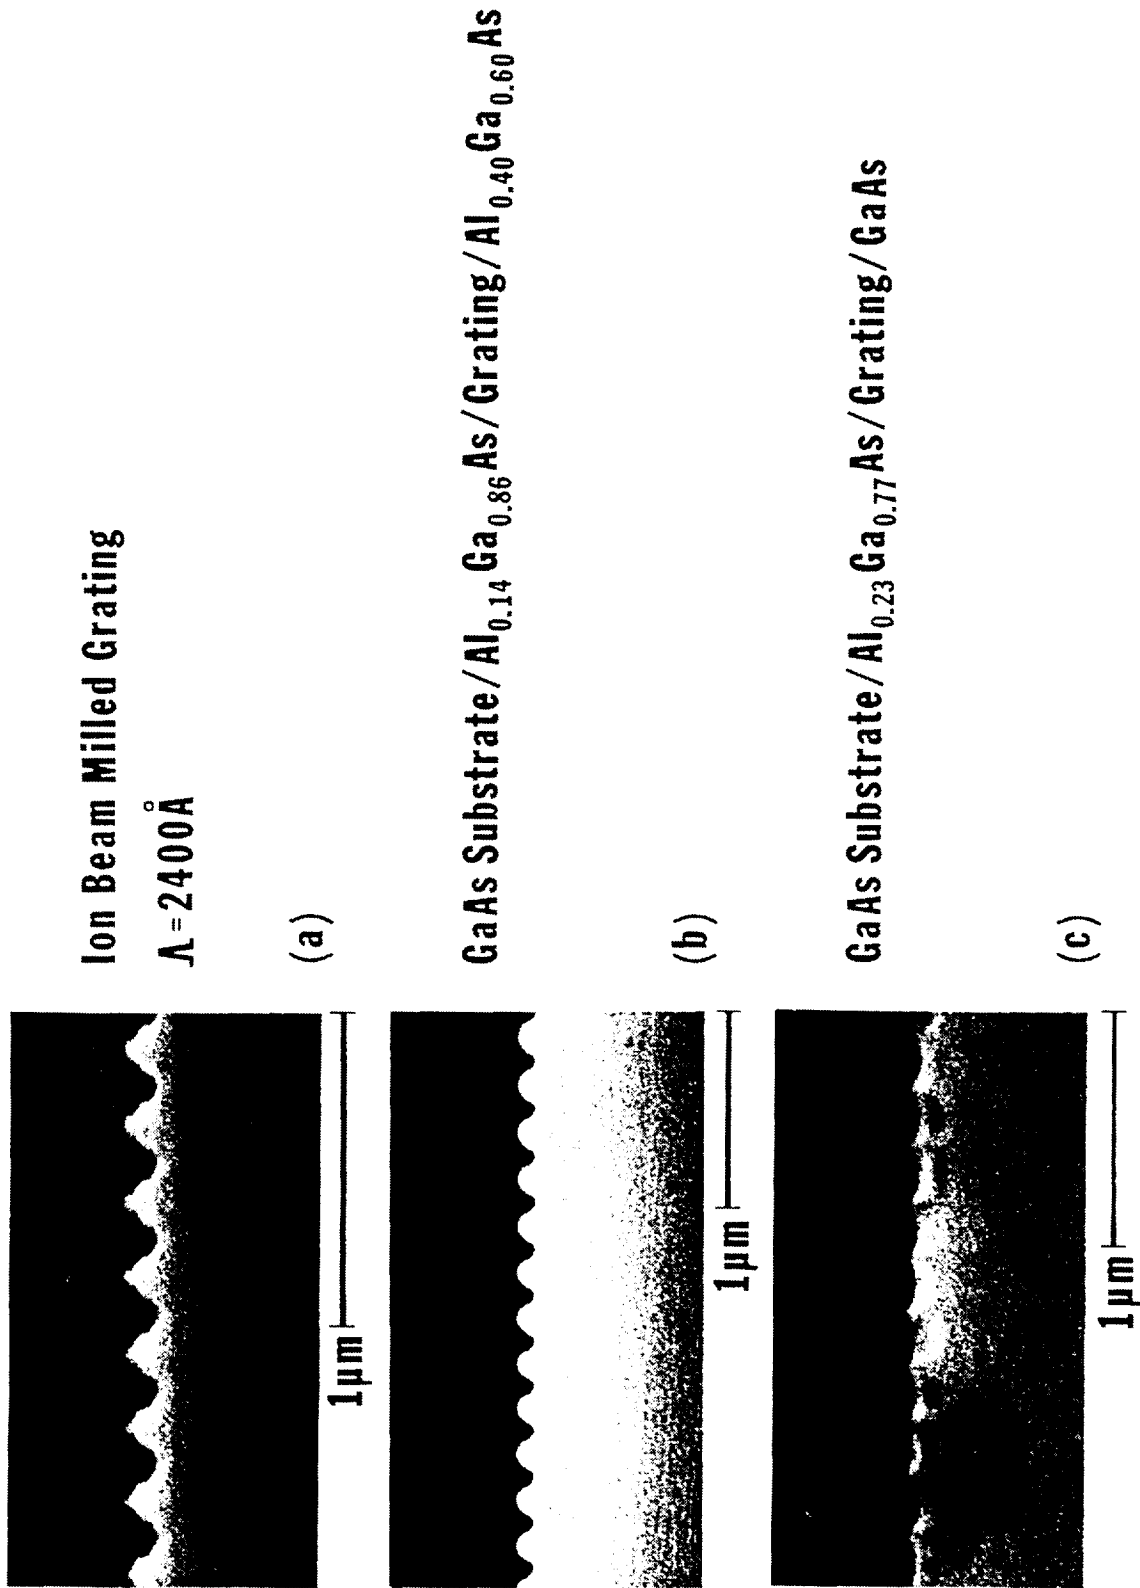 Ion Beam Milled Grating
Λ=2400Å
(a)
1μm
GaAs Substrate/Al0.14Ga0.86As/Grating/Al0.40Ga0.60As
(b)
1μm
GaAs Substrate/Al0.23Ga0.77As/Grating/GaAs
(c)
1μm